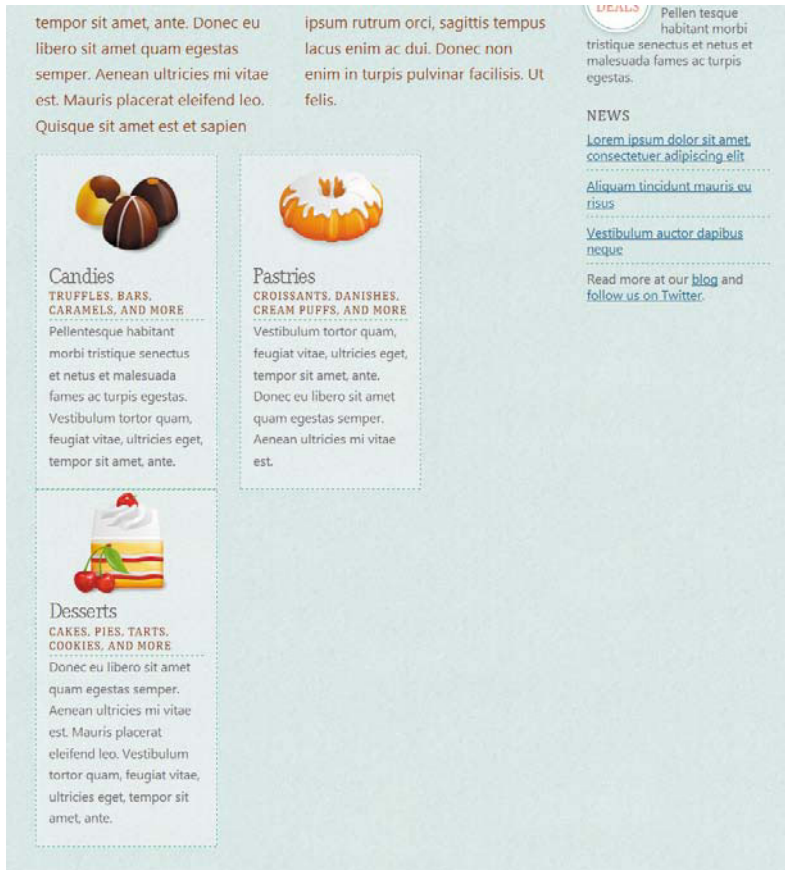 tempor sit amet, ante. Donec eu
libero sit amet quam egestas
semper. Aenean ultricies mi vitae
est. Mauris placerat eleifend leo.
Quisque sit amet est et sapien
ipsum rutrum orci, sagittis tempus
lacus enim ac dui. Donec non
enim in turpis pulvinar facilisis. Ut
felis.
DEALS
Pellen tesque
habitant morbi
tristique senectus et netus et
malesuada fames ac turpis
egestas.
NEWS
Lorem ipsum dolor sit amet,
consectetuer adipiscing elit
Aliquam tincidunt mauris eu
risus
Vestibulum auctor dapibus
neque
Read more at our blog and
follow us on Twitter.
Candies
TRUFFLES, BARS,
CARAMELS, AND MORE
Pellentesque habitant
morbi tristique senectus
et netus et malesuada
fames ac turpis egestas.
Vestibulum tortor quam,
feugiat vitae, ultricies eget,
tempor sit amet, ante.
Pastries
CROISSANTS, DANISHES,
CREAM PUFFS, AND MORE
Vestibulum tortor quam,
feugiat vitae, ultricies eget,
tempor sit amet, ante.
Donec eu libero sit amet
quam egestas semper.
Aenean ultricies mi vitae
est.
Desserts
CAKES, PIES, TARTS,
COOKIES, AND MORE
Donec eu libero sit amet
quam egestas semper.
Aenean ultricies mi vitae
est. Mauris placerat
eleifend leo. Vestibulum
tortor quam, feugiat vitae,
ultricies eget, tempor sit
amet, ante.